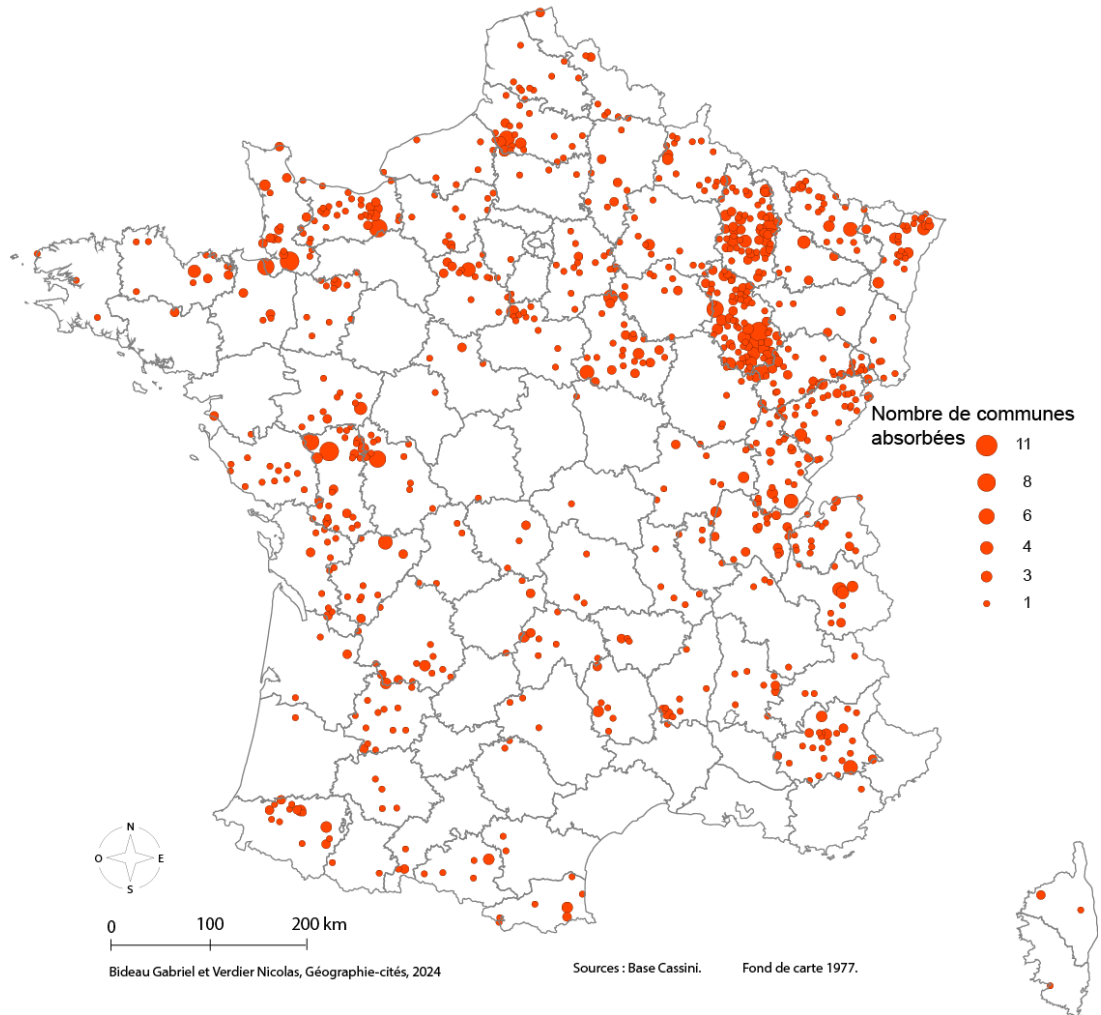 Nombre de communes
absorbées
11
8
6
4
3
1
N
O
E
S
0
100
200 km
Bideau Gabriel et Verdier Nicolas, Géographie-cités, 2024
Sources : Base Cassini.
Fond de carte 1977.